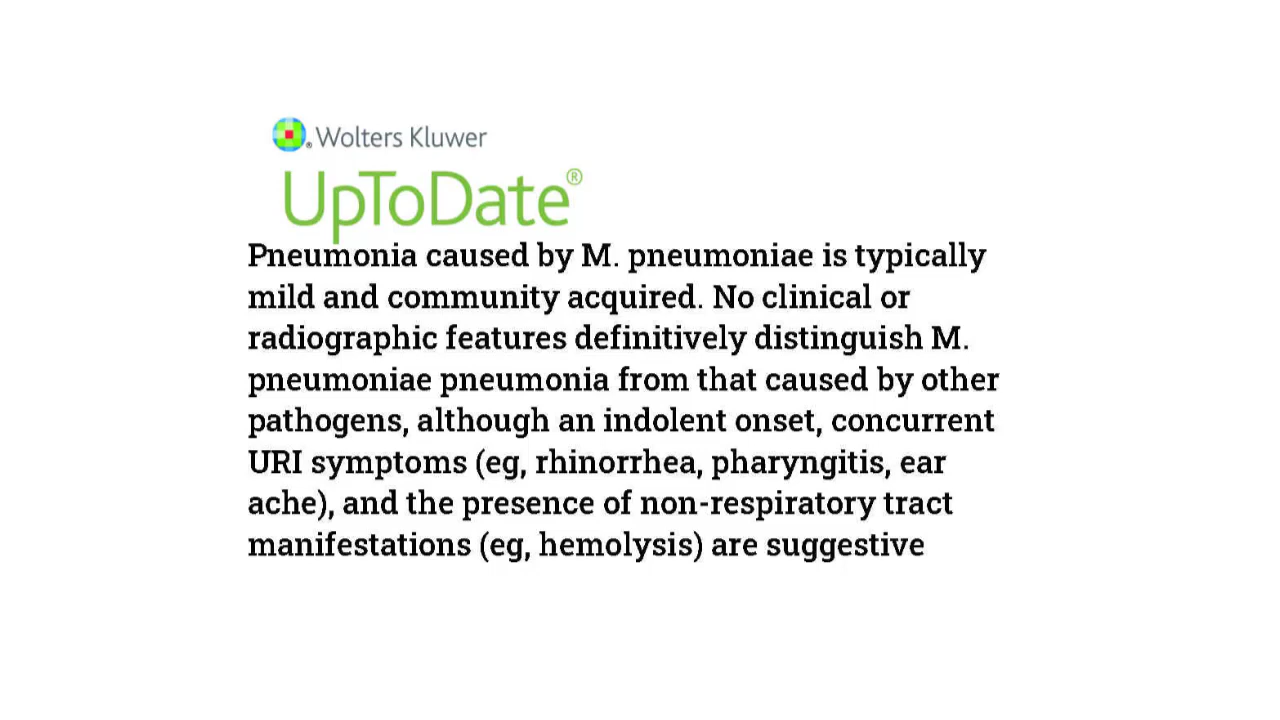 Wolters Kluwer
UpToDate®
Pneumonia caused by M. pneumoniae is typically
mild and community acquired. No clinical or
radiographic features definitively distinguish M.
pneumoniae pneumonia from that caused by other
pathogens, although an indolent onset, concurrent
URI symptoms (eg, rhinorrhea, pharyngitis, ear
ache), and the presence of non-respiratory tract
manifestations (eg, hemolysis) are suggestive